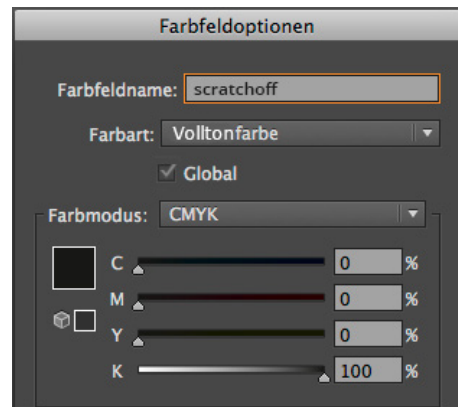 Farbfeldoptionen
Farbfeldname: scratchoff
Farbart: Volltonfarbe
Global
Farbmodus: CMYK
C 0 %
M 0 %
Y 0 %
K 100 %